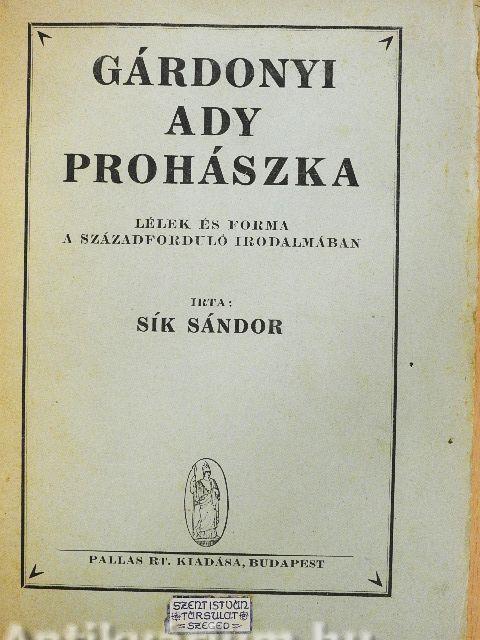 GÁRDONYI
ADY
PROHÁSZKA
LÉLEK ÉS FORMA
A SZÁZADFORDULÓ IRODALMÁBAN
IRTA:
SÍK SÁNDOR
PALLAS RT. KIADÁSA, BUDAPEST
SZENT ISTVÁN
TÁRSULAT
SZEGED